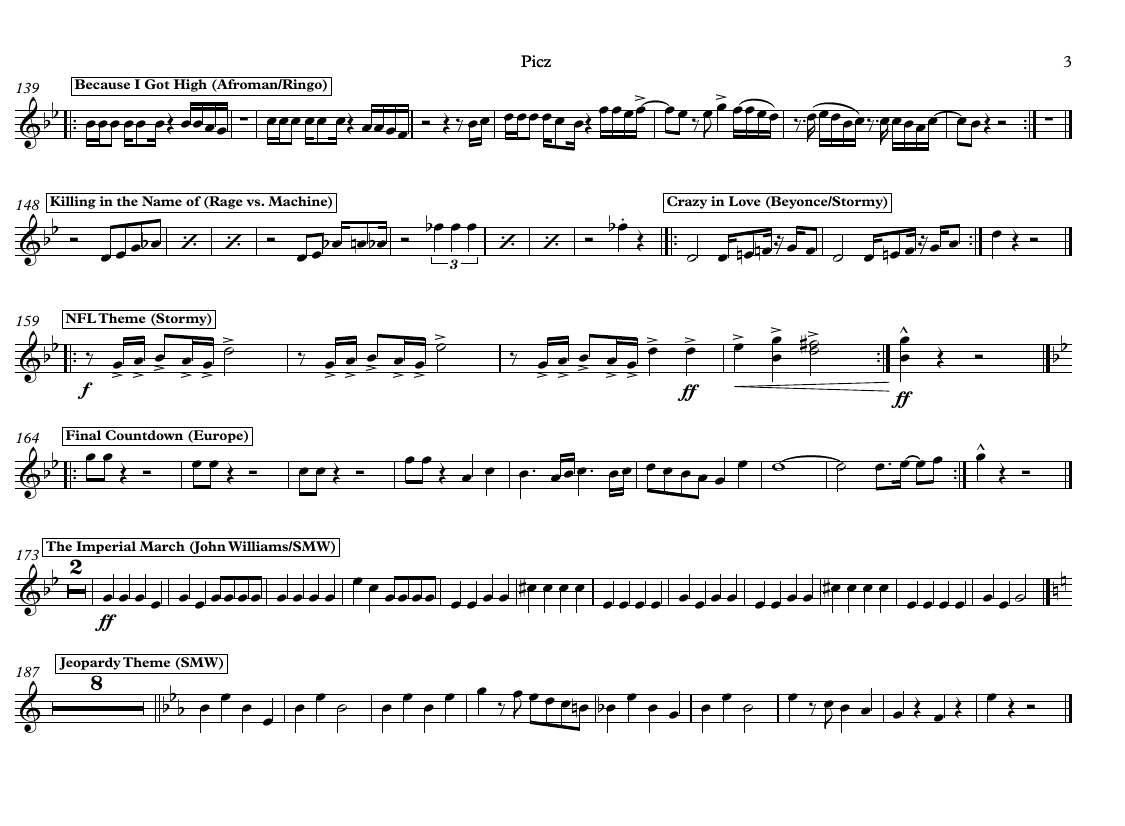 Picz
3
139
Because I Got High (Afroman/Ringo)
148
Killing in the Name of (Rage vs. Machine)
Crazy in Love (Beyonce/Stormy)
3
159
NFL Theme (Stormy)
f
ff
ff
164
Final Countdown (Europe)
173
The Imperial March (John Williams/SMW)
2
ff
187
Jeopardy Theme (SMW)
8